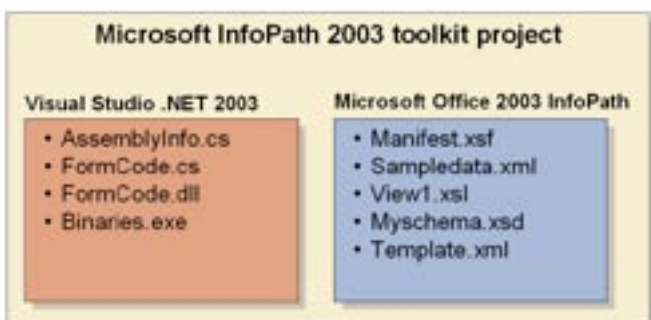 Microsoft InfoPath 2003 toolkit project
Visual Studio .NET 2003
• AssemblyInfo.cs
• FormCode.cs
• FormCode.dll
• Binaries.exe
Microsoft Office 2003 InfoPath
• Manifest.xsf
• Sampledata.xml
• View1.xsl
• Myschema.xsd
• Template.xml